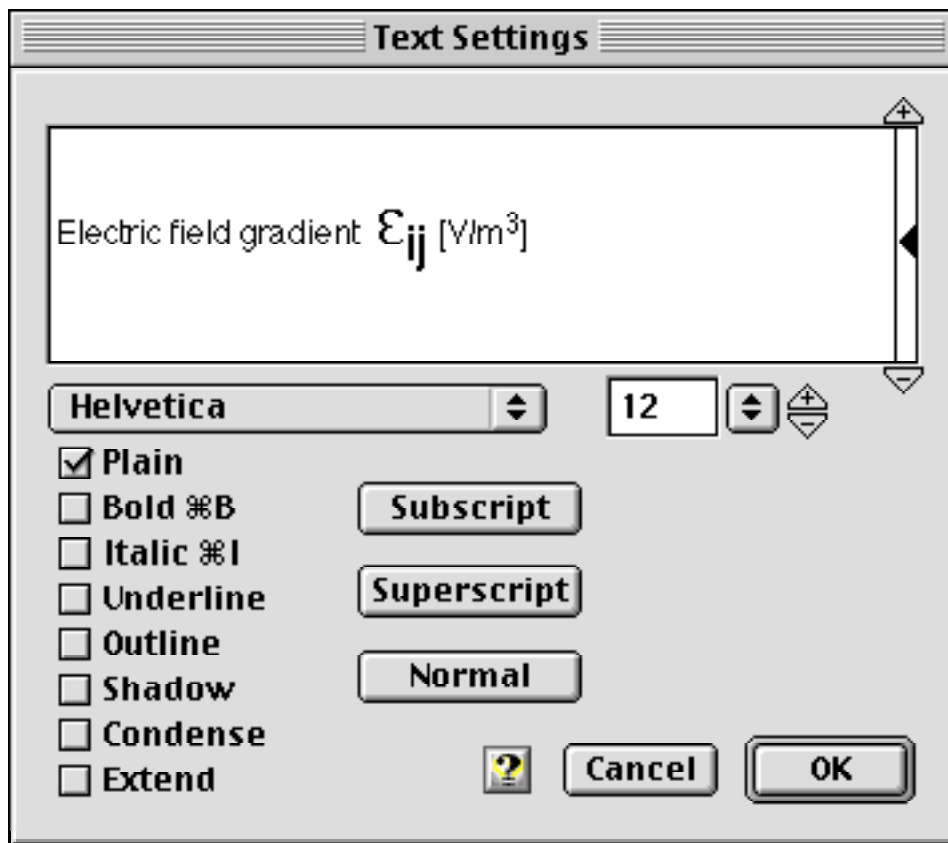 Text Settings
Electric field gradient ε_ij [V/m³]
Helvetica 12
Plain
Bold ⌘B
Italic ⌘I
Underline
Outline
Shadow
Condense
Extend
Subscript
Superscript
Normal
? Cancel OK